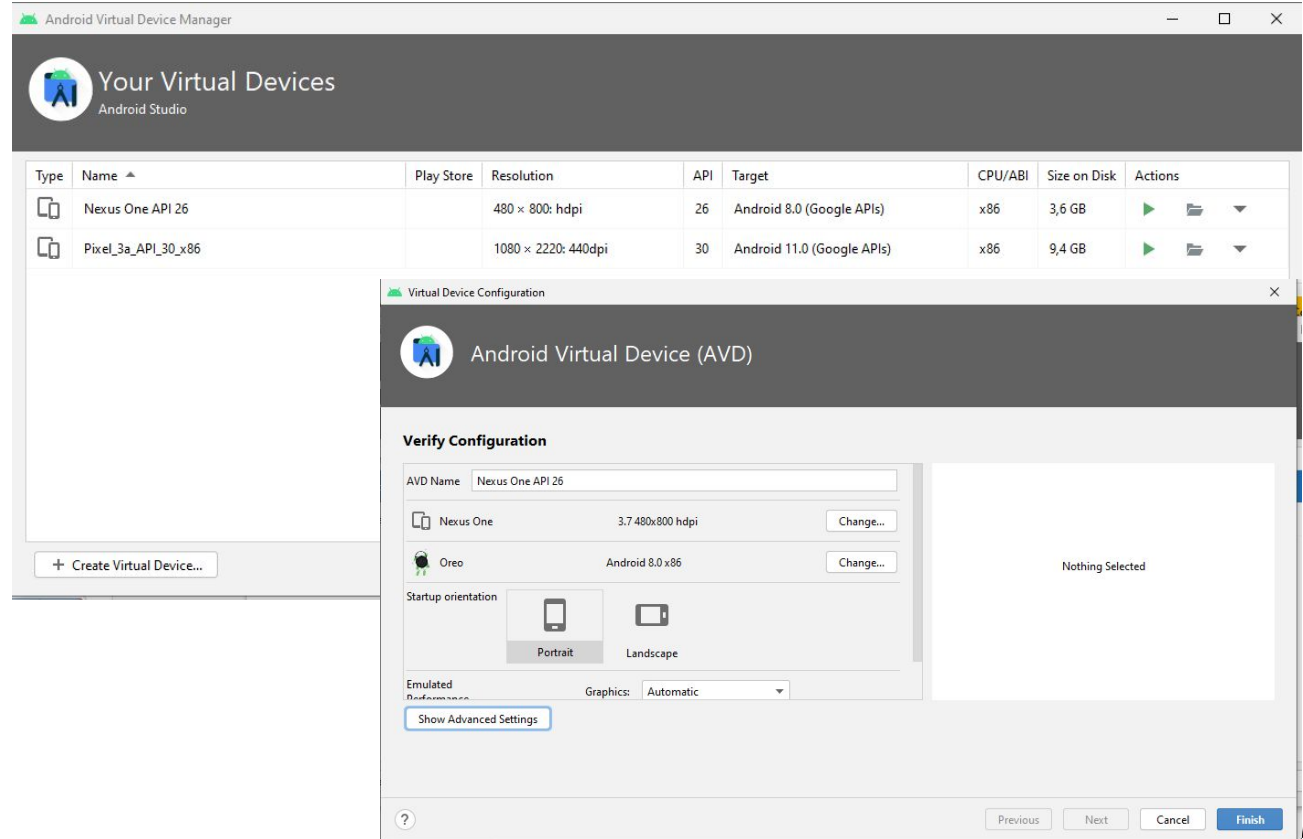 Android Virtual Device Manager
Your Virtual Devices
Android Studio
Type Name Play Store Resolution API Target CPU/ABI Size on Disk Actions
Nexus One API 26 480 × 800: hdpi 26 Android 8.0 (Google APIs) x86 3,6 GB
Pixel_3a_API_30_x86 1080 × 2220: 440dpi 30 Android 11.0 (Google APIs) x86 9,4 GB
+ Create Virtual Device...
Virtual Device Configuration
Android Virtual Device (AVD)
Verify Configuration
AVD Name Nexus One API 26
Nexus One 3.7 480x800 hdpi Change...
Oreo Android 8.0 x86 Change...
Startup orientation
Portrait Landscape
Emulated
Performance
Graphics: Automatic
Nothing Selected
Show Advanced Settings
? Previous Next Cancel Finish